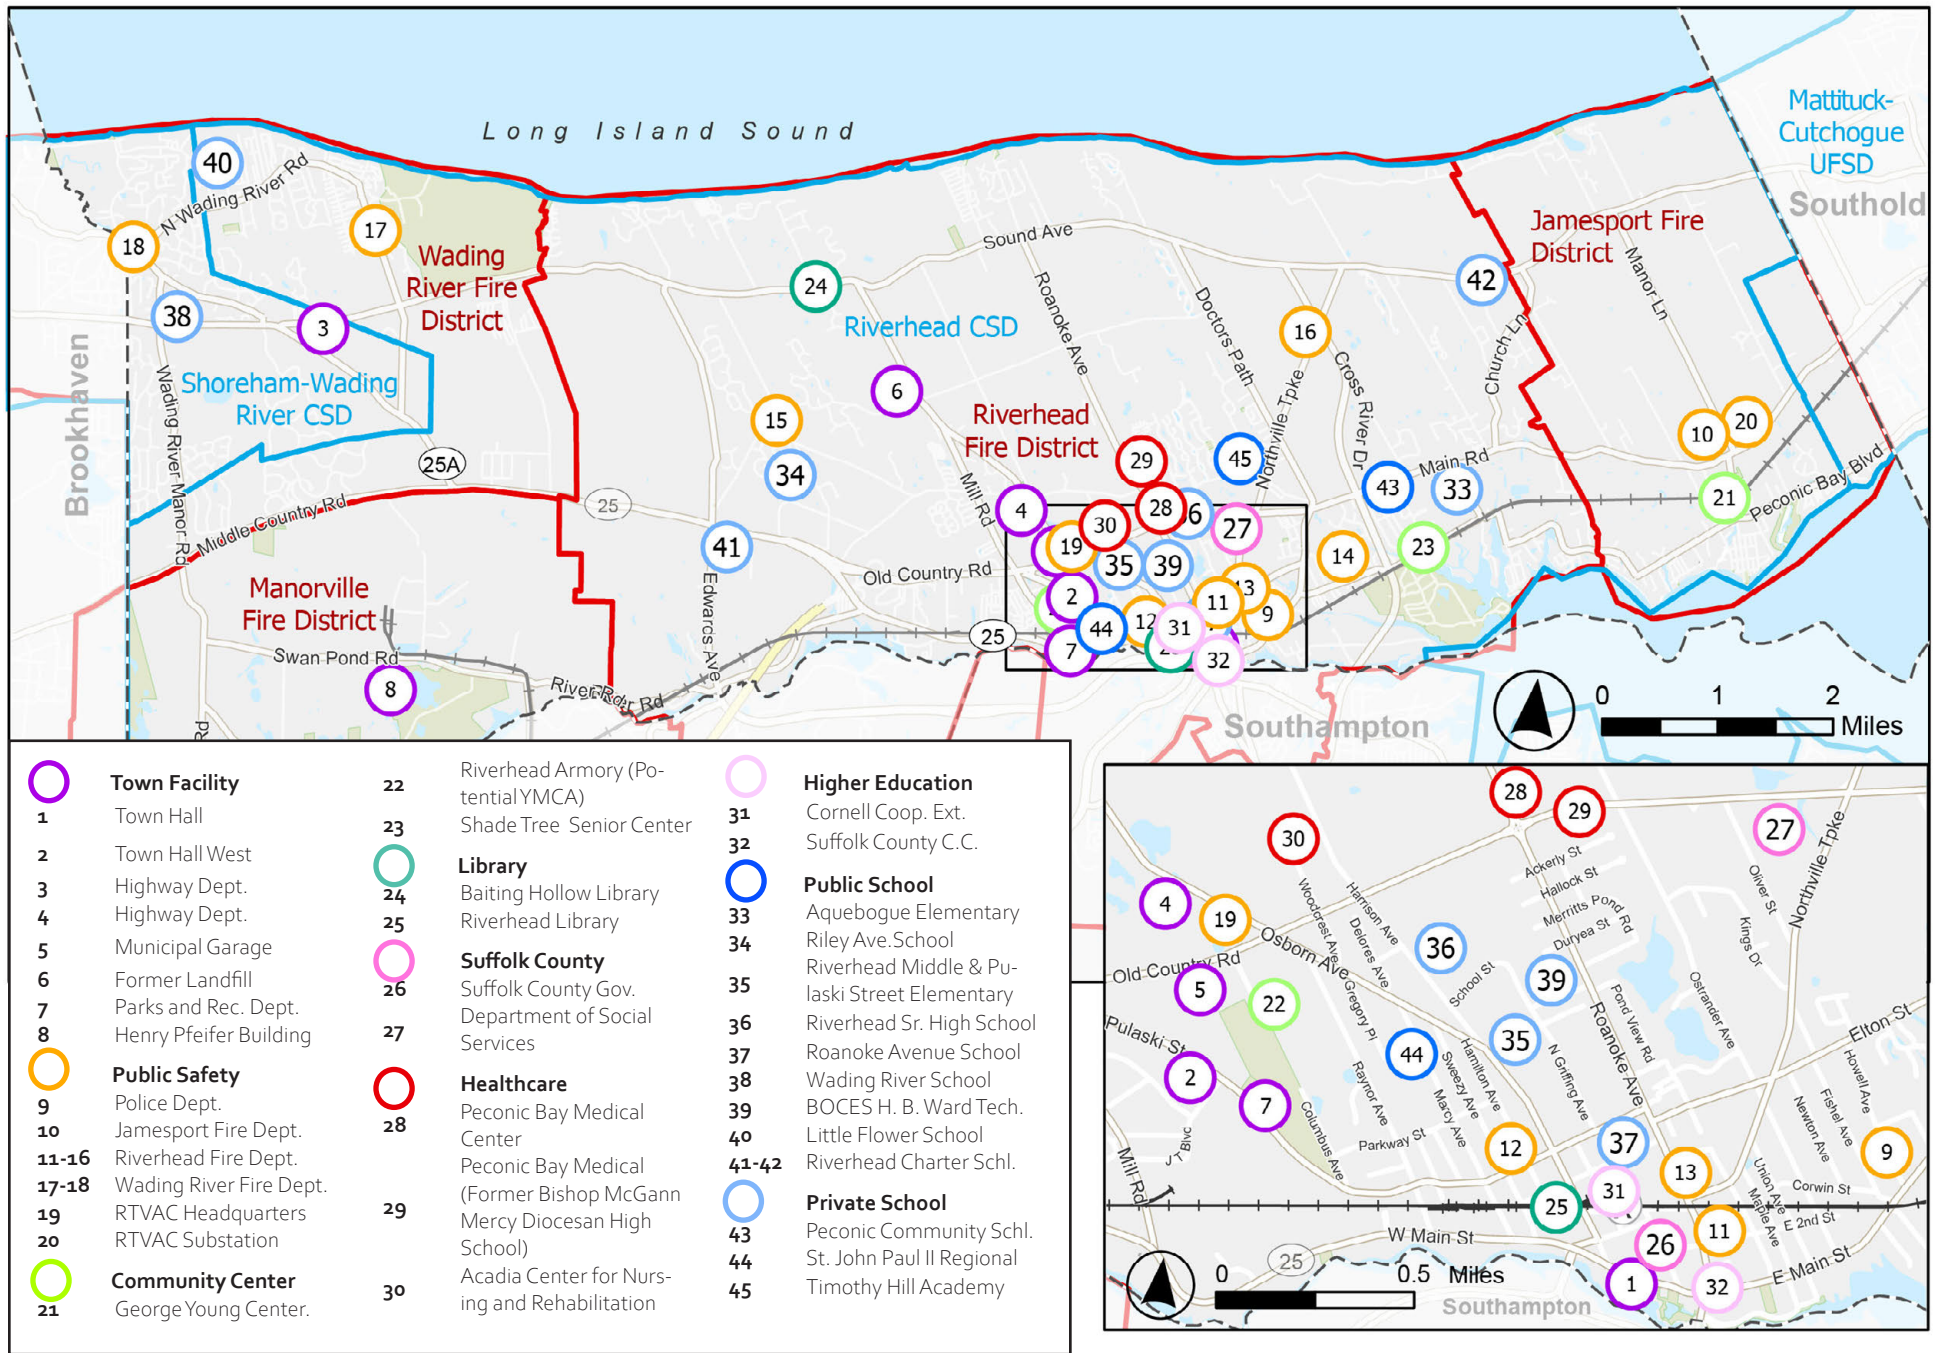 Long Island Sound
Mattituck-
Cutchogue
UFSD
Southold
40
N Wading River Rd
18
17
Wading
River Fire
District
38
3
Shoreham-Wading
River CSD
Brookhaven
Wading River Manor Rd
25A
Middle Country Rd
Manorville
Fire District
Swan Pond Rd
8
Rd
River Rd
24
Sound Ave
Riverhead CSD
6
15
34
25
41
Edwards Ave
Old Country Rd
Mill Rd
Roanoke Ave
Doctors Path
Northville Tpke
Cross River Dr
Church Ln
Manor Ln
Jamesport Fire
District
42
16
Riverhead
Fire District
29
45
4
30
28
36
27
19
35
39
2
44
12
31
11
13
9
7
32
25
14
43
Main Rd
33
23
10
20
21
Peconic Bay Blvd
Southampton
0 1 2
Miles
Town Facility
1 Town Hall
2 Town Hall West
3 Highway Dept.
4 Highway Dept.
5 Municipal Garage
6 Former Landfill
7 Parks and Rec. Dept.
8 Henry Pfeifer Building
Public Safety
9 Police Dept.
10 Jamesport Fire Dept.
11-16 Riverhead Fire Dept.
17-18 Wading River Fire Dept.
19 RTVAC Headquarters
20 RTVAC Substation
Community Center
21 George Young Center.
22 Riverhead Armory (Po-
tential YMCA)
23 Shade Tree Senior Center
Library
24 Baiting Hollow Library
25 Riverhead Library
Suffolk County
26 Suffolk County Gov.
27 Department of Social
Services
Healthcare
28 Peconic Bay Medical
Center
29 Peconic Bay Medical
(Former Bishop McGann
Mercy Diocesan High
School)
30 Acadia Center for Nurs-
ing and Rehabilitation
Higher Education
31 Cornell Coop. Ext.
32 Suffolk County C.C.
Public School
33 Aquebogue Elementary
34 Riley Ave.School
35 Riverhead Middle & Pu-
laski Street Elementary
36 Riverhead Sr. High School
37 Roanoke Avenue School
38 Wading River School
39 BOCES H. B. Ward Tech.
40 Little Flower School
41-42 Riverhead Charter Schl.
Private School
43 Peconic Community Schl.
44 St. John Paul II Regional
45 Timothy Hill Academy
28
29
30
27
4
19
Ackerly St
Hallock St
Merritts Pond Rd
Duryea St
Oliver St
Kings Dr
Northville Tpke
Woodcrest Ave
Harrison Ave
Delores Ave
Osborn Ave
Old Country Rd
36
School St
39
5
22
Gregory Pl
Pulaski St
2
7
44
35
Roanoke Ave
Pond View Rd
Ostrander Ave
Elton St
N Griffing Ave
Hamilton Ave
Sweezy Ave
Marcy Ave
Raynor Ave
Columbus Ave
Parkway St
J T Blvc
Mill Rd
12
37
13
9
Howell Ave
Fishel Ave
Newton Ave
Union Ave
Maple Ave
Corwin St
E 2nd St
31
25
11
26
W Main St
25
1
32
E Main St
0 0.5 Miles
Southampton